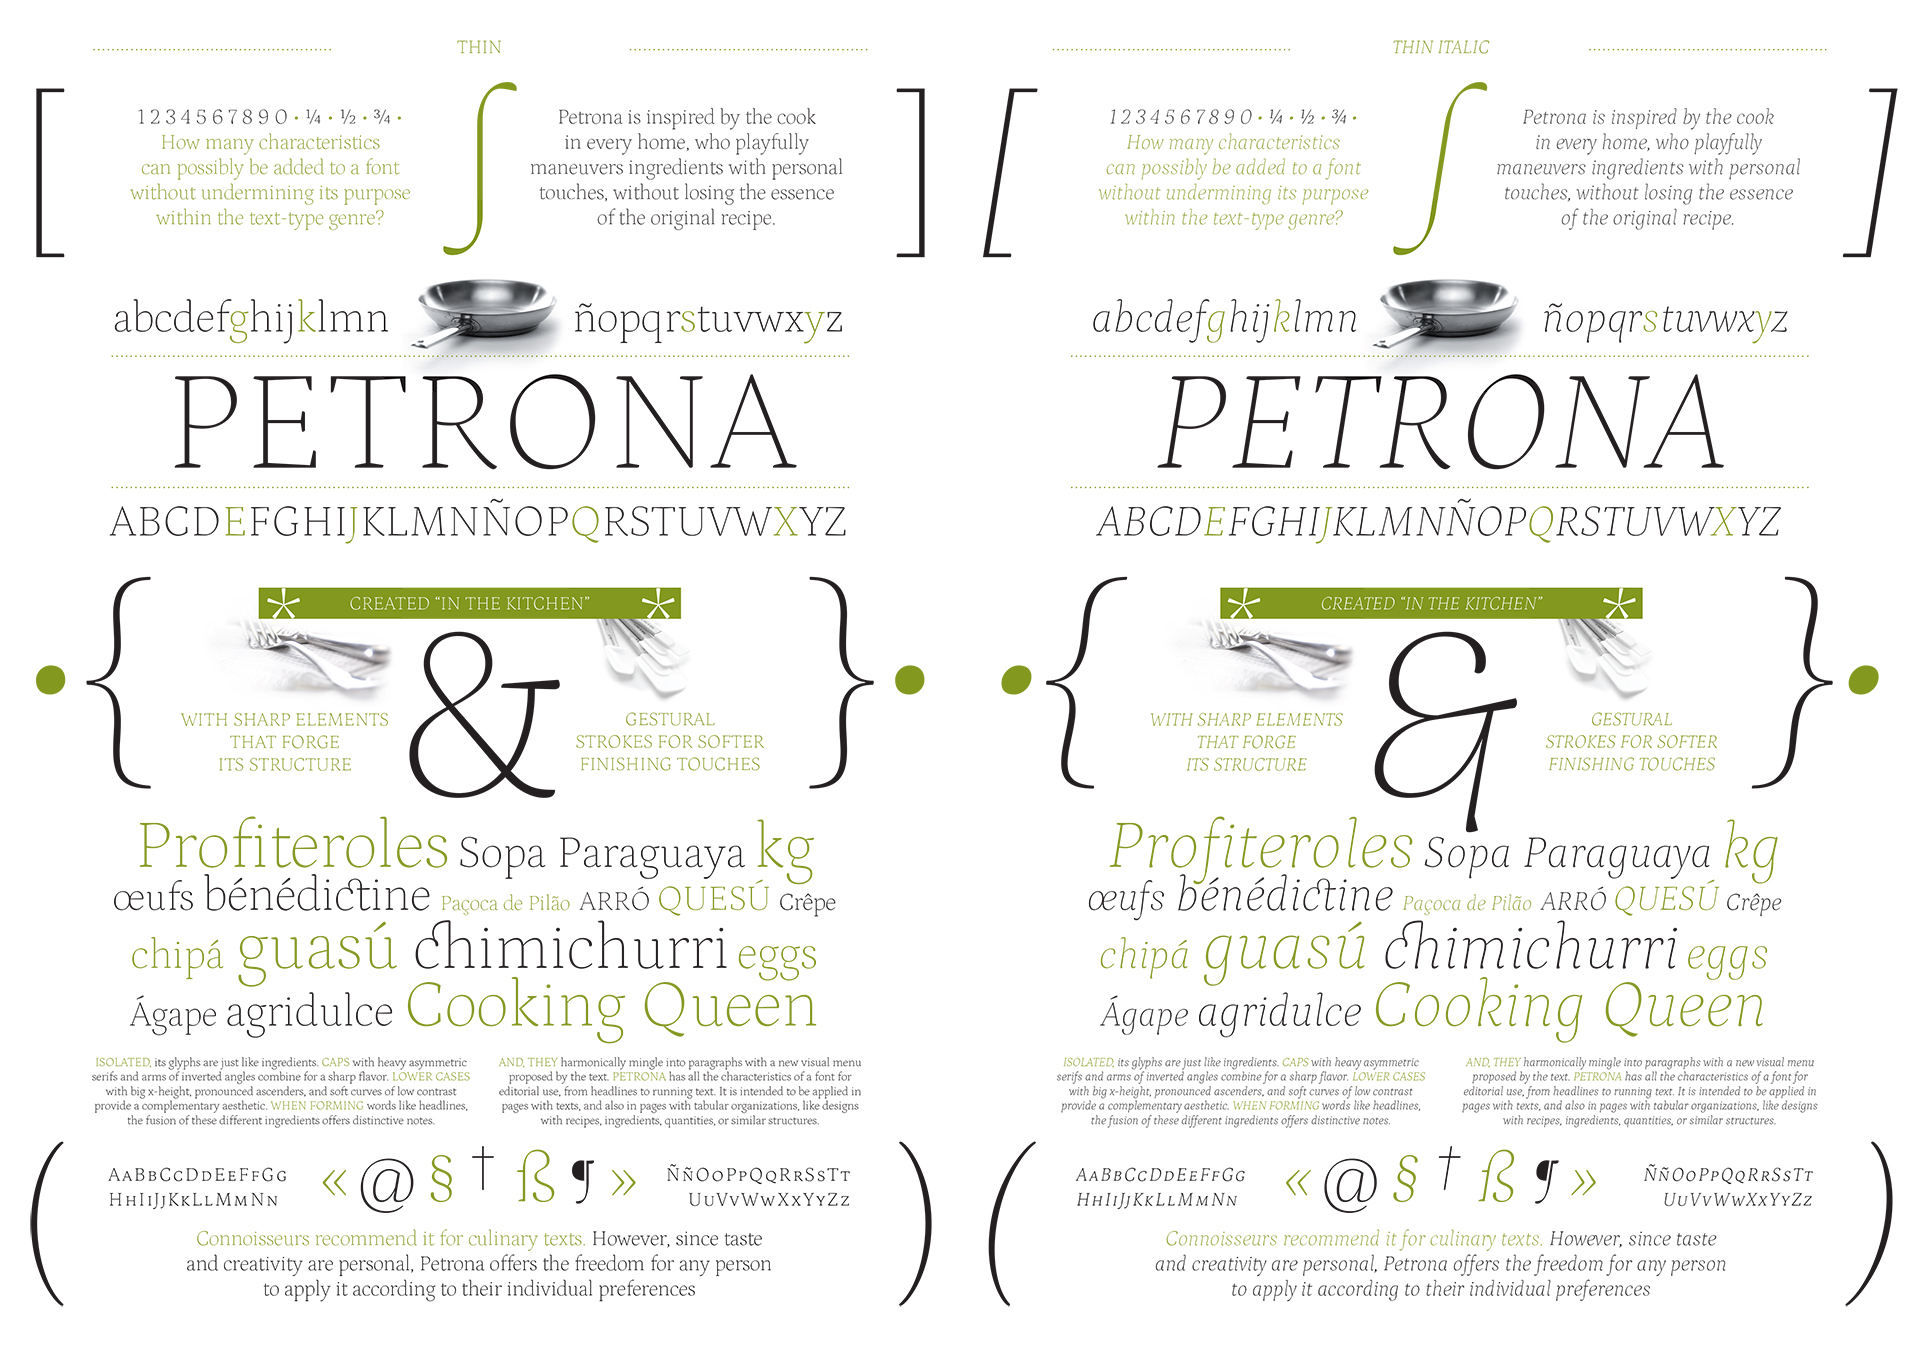 THIN
1 2 3 4 5 6 7 8 9 0 • ¼ • ½ • ¾ •
How many characteristics
can possibly be added to a font
without undermining its purpose
within the text-type genre?
∫
Petrona is inspired by the cook
in every home, who playfully
maneuvers ingredients with personal
touches, without losing the essence
of the original recipe.
abcdefghijklmn
ñopqrstuvwxyz
PETRONA
ABCDEFGHIJKLMNÑOPQRSTUVWXYZ
* CREATED “IN THE KITCHEN” *
WITH SHARP ELEMENTS
THAT FORGE
ITS STRUCTURE
&
GESTURAL
STROKES FOR SOFTER
FINISHING TOUCHES
Profiteroles Sopa Paraguaya kg
œufs bénédictine Paçoca de Pilão ARRÓ QUESÚ Crêpe
chipá guasú chimichurri eggs
Ágape agridulce Cooking Queen
ISOLATED, its glyphs are just like ingredients. CAPS with heavy asymmetric
serifs and arms of inverted angles combine for a sharp flavor. LOWER CASES
with big x-height, pronounced ascenders, and soft curves of low contrast
provide a complementary aesthetic. WHEN FORMING words like headlines,
the fusion of these different ingredients offers distinctive notes.
AND, THEY harmonically mingle into paragraphs with a new visual menu
proposed by the text. PETRONA has all the characteristics of a font for
editorial use, from headlines to running text. It is intended to be applied in
pages with texts, and also in pages with tabular organizations, like designs
with recipes, ingredients, quantities, or similar structures.
AABBCCDDEEFFGG
HHIIJJKKLLMMNN
« @ § † ß ¶ »
ÑÑOOPPQQRRSSTT
UUVVWWXXYYZZ
Connoisseurs recommend it for culinary texts. However, since taste
and creativity are personal, Petrona offers the freedom for any person
to apply it according to their individual preferences
THIN ITALIC
1 2 3 4 5 6 7 8 9 0 • ¼ • ½ • ¾ •
How many characteristics
can possibly be added to a font
without undermining its purpose
within the text-type genre?
∫
Petrona is inspired by the cook
in every home, who playfully
maneuvers ingredients with personal
touches, without losing the essence
of the original recipe.
abcdefghijklmn
ñopqrstuvwxyz
PETRONA
ABCDEFGHIJKLMNÑOPQRSTUVWXYZ
* CREATED “IN THE KITCHEN” *
WITH SHARP ELEMENTS
THAT FORGE
ITS STRUCTURE
&
GESTURAL
STROKES FOR SOFTER
FINISHING TOUCHES
Profiteroles Sopa Paraguaya kg
œufs bénédictine Paçoca de Pilão ARRÓ QUESÚ Crêpe
chipá guasú chimichurri eggs
Ágape agridulce Cooking Queen
ISOLATED, its glyphs are just like ingredients. CAPS with heavy asymmetric
serifs and arms of inverted angles combine for a sharp flavor. LOWER CASES
with big x-height, pronounced ascenders, and soft curves of low contrast
provide a complementary aesthetic. WHEN FORMING words like headlines,
the fusion of these different ingredients offers distinctive notes.
AND, THEY harmonically mingle into paragraphs with a new visual menu
proposed by the text. PETRONA has all the characteristics of a font for
editorial use, from headlines to running text. It is intended to be applied in
pages with texts, and also in pages with tabular organizations, like designs
with recipes, ingredients, quantities, or similar structures.
AABBCCDDEEFFGG
HHIIJJKKLLMMNN
« @ § † ß ¶ »
ÑÑOOPPQQRRSSTT
UUVVWWXXYYZZ
Connoisseurs recommend it for culinary texts. However, since taste
and creativity are personal, Petrona offers the freedom for any person
to apply it according to their individual preferences